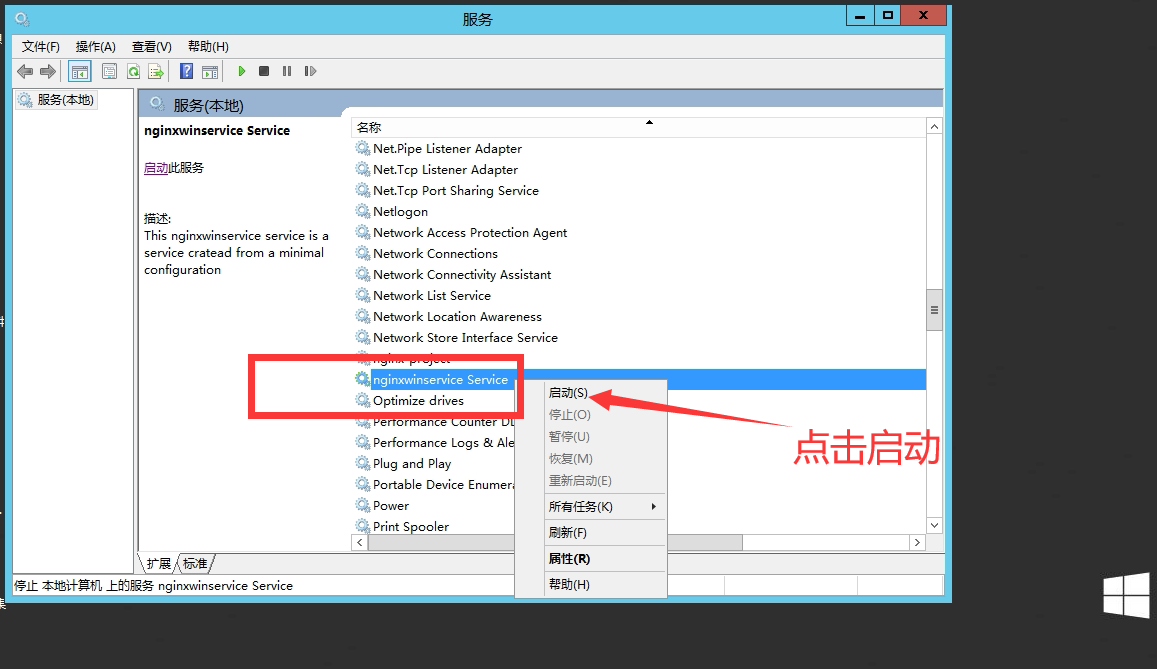 服务
文件(F) 操作(A) 查看(V) 帮助(H)
服务(本地)
服务(本地)
nginxwinservice Service
启动此服务
描述:
This nginxwinservice service is a
service cratead from a minimal
configuration
名称
Net.Pipe Listener Adapter
Net.Tcp Listener Adapter
Net.Tcp Port Sharing Service
Netlogon
Network Access Protection Agent
Network Connections
Network Connectivity Assistant
Network List Service
Network Location Awareness
Network Store Interface Service
nginx-project
nginxwinservice Service
Optimize drives
Performance Counter DL
Performance Logs & Ale
Plug and Play
Portable Device Enumera
Power
Print Spooler
启动(S)
停止(O)
暂停(U)
恢复(M)
重新启动(E)
所有任务(K)
刷新(F)
属性(R)
帮助(H)
点击启动
扩展 标准
停止 本地计算机 上的服务 nginxwinservice Service